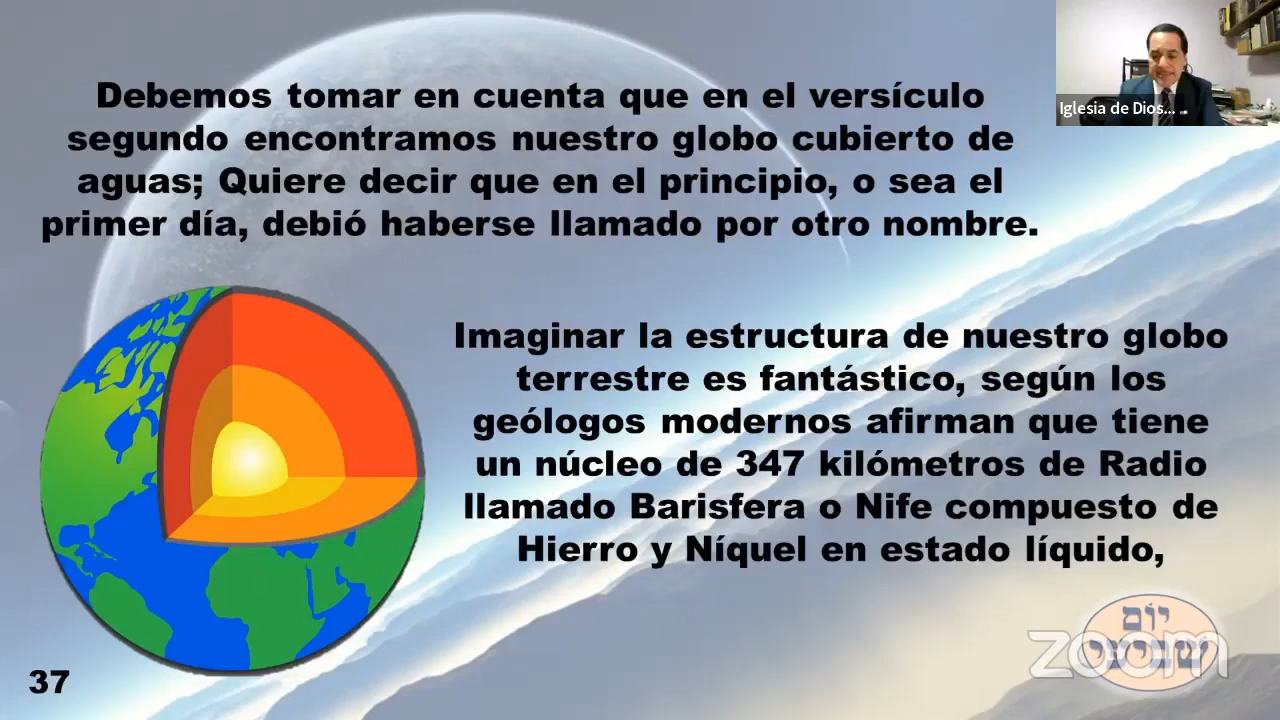 Debemos tomar en cuenta que en el versículo
segundo encontramos nuestro globo cubierto de
aguas; Quiere decir que en el principio, o sea el
primer día, debió haberse llamado por otro nombre.
Iglesia de Dios...
Imaginar la estructura de nuestro globo
terrestre es fantástico, según los
geólogos modernos afirman que tiene
un núcleo de 347 kilómetros de Radio
llamado Barisfera o Nife compuesto de
Hierro y Níquel en estado líquido,
יוֹם
שביעי
zoom
37